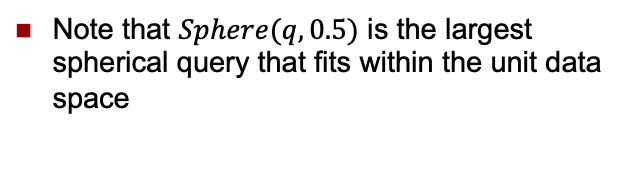 ▪ Note that 𝑆𝑝ℎ𝑒𝑟𝑒(𝑞, 0.5) is the largest
spherical query that fits within the unit data
space